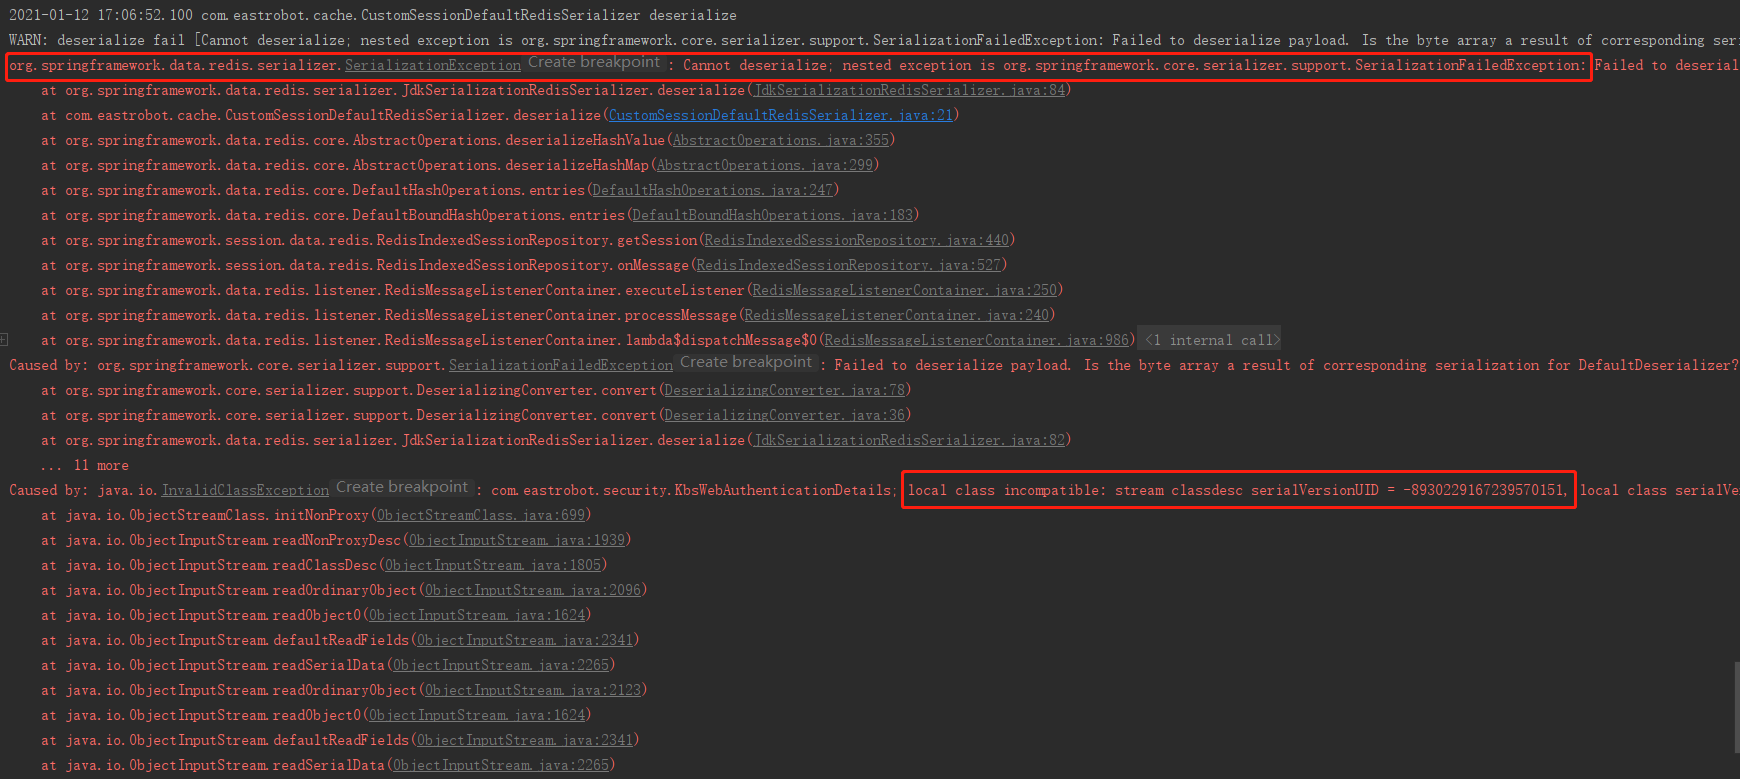 2021-01-12 17:06:52.100 com.eastrobot.cache.CustomSessionDefaultRedisSerializer deserialize
WARN: deserialize fail [Cannot deserialize; nested exception is org.springframework.core.serializer.support.SerializationFailedException: Failed to deserialize payload. Is the byte array a result of corresponding seri
org.springframework.data.redis.serializer.SerializationException Create breakpoint : Cannot deserialize; nested exception is org.springframework.core.serializer.support.SerializationFailedException: Failed to deserial
at org.springframework.data.redis.serializer.JdkSerializationRedisSerializer.deserialize(JdkSerializationRedisSerializer.java:84)
at com.eastrobot.cache.CustomSessionDefaultRedisSerializer.deserialize(CustomSessionDefaultRedisSerializer.java:21)
at org.springframework.data.redis.core.AbstractOperations.deserializeHashValue(AbstractOperations.java:355)
at org.springframework.data.redis.core.AbstractOperations.deserializeHashMap(AbstractOperations.java:299)
at org.springframework.data.redis.core.DefaultHashOperations.entries(DefaultHashOperations.java:247)
at org.springframework.data.redis.core.DefaultBoundHashOperations.entries(DefaultBoundHashOperations.java:183)
at org.springframework.session.data.redis.RedisIndexedSessionRepository.getSession(RedisIndexedSessionRepository.java:440)
at org.springframework.session.data.redis.RedisIndexedSessionRepository.onMessage(RedisIndexedSessionRepository.java:527)
at org.springframework.data.redis.listener.RedisMessageListenerContainer.executeListener(RedisMessageListenerContainer.java:250)
at org.springframework.data.redis.listener.RedisMessageListenerContainer.processMessage(RedisMessageListenerContainer.java:240)
at org.springframework.data.redis.listener.RedisMessageListenerContainer.lambda$dispatchMessage$0(RedisMessageListenerContainer.java:986) <1 internal call>
Caused by: org.springframework.core.serializer.support.SerializationFailedException Create breakpoint : Failed to deserialize payload. Is the byte array a result of corresponding serialization for DefaultDeserializer?
at org.springframework.core.serializer.support.DeserializingConverter.convert(DeserializingConverter.java:78)
at org.springframework.core.serializer.support.DeserializingConverter.convert(DeserializingConverter.java:36)
at org.springframework.data.redis.serializer.JdkSerializationRedisSerializer.deserialize(JdkSerializationRedisSerializer.java:82)
... 11 more
Caused by: java.io.InvalidClassException Create breakpoint : com.eastrobot.security.KbsWebAuthenticationDetails; local class incompatible: stream classdesc serialVersionUID = -8930229167239570151, local class serialVe
at java.io.ObjectStreamClass.initNonProxy(ObjectStreamClass.java:699)
at java.io.ObjectInputStream.readNonProxyDesc(ObjectInputStream.java:1939)
at java.io.ObjectInputStream.readClassDesc(ObjectInputStream.java:1805)
at java.io.ObjectInputStream.readOrdinaryObject(ObjectInputStream.java:2096)
at java.io.ObjectInputStream.readObject0(ObjectInputStream.java:1624)
at java.io.ObjectInputStream.defaultReadFields(ObjectInputStream.java:2341)
at java.io.ObjectInputStream.readSerialData(ObjectInputStream.java:2265)
at java.io.ObjectInputStream.readOrdinaryObject(ObjectInputStream.java:2123)
at java.io.ObjectInputStream.readObject0(ObjectInputStream.java:1624)
at java.io.ObjectInputStream.defaultReadFields(ObjectInputStream.java:2341)
at java.io.ObjectInputStream.readSerialData(ObjectInputStream.java:2265)